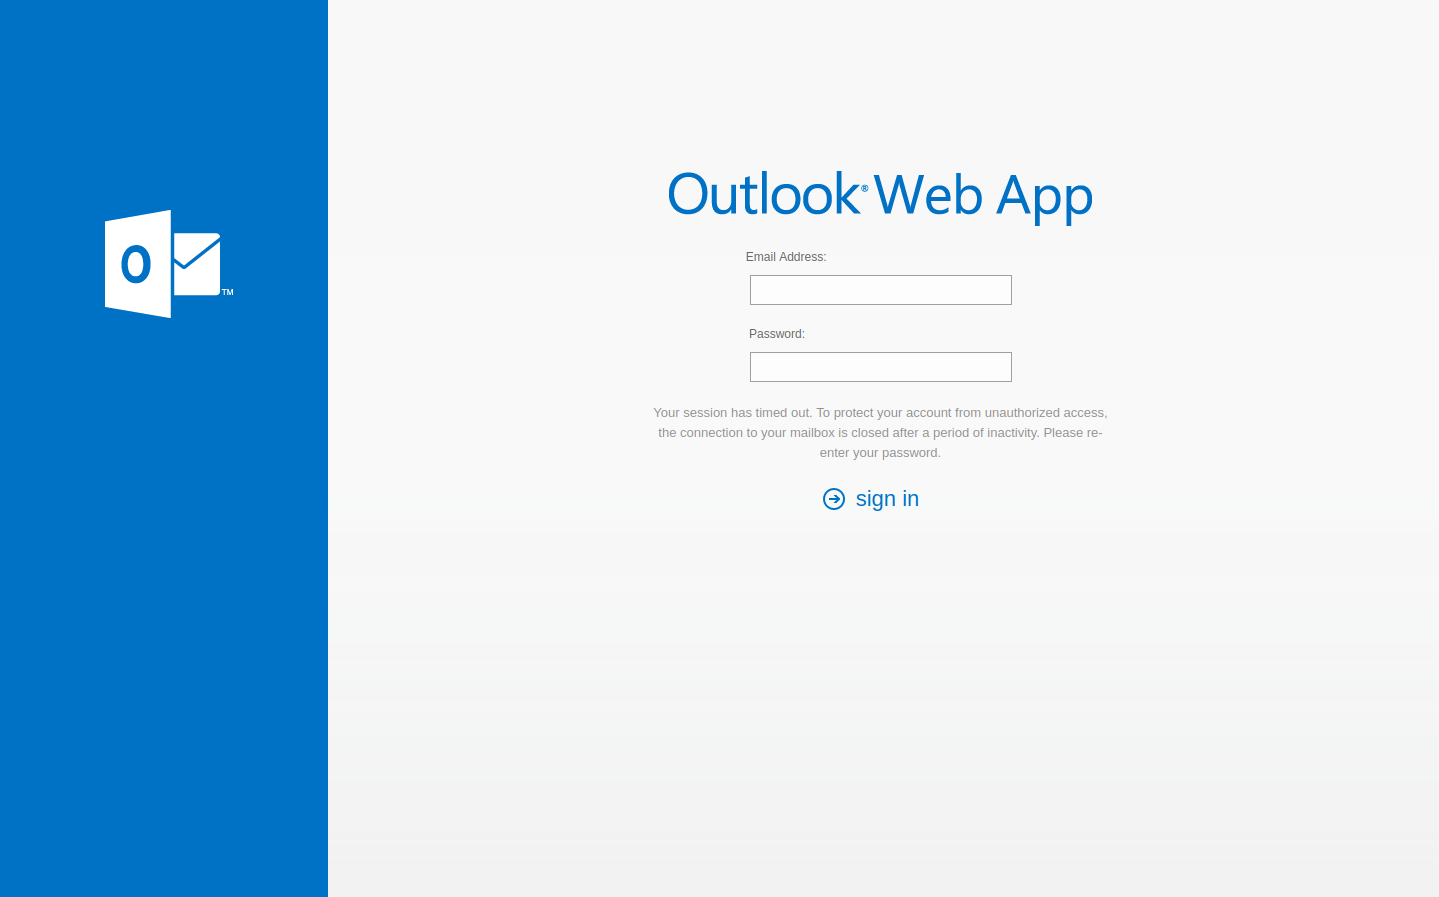 Outlook® Web App
O
TM
Email Address:
Password:
Your session has timed out. To protect your account from unauthorized access,
the connection to your mailbox is closed after a period of inactivity. Please re-
enter your password.
sign in